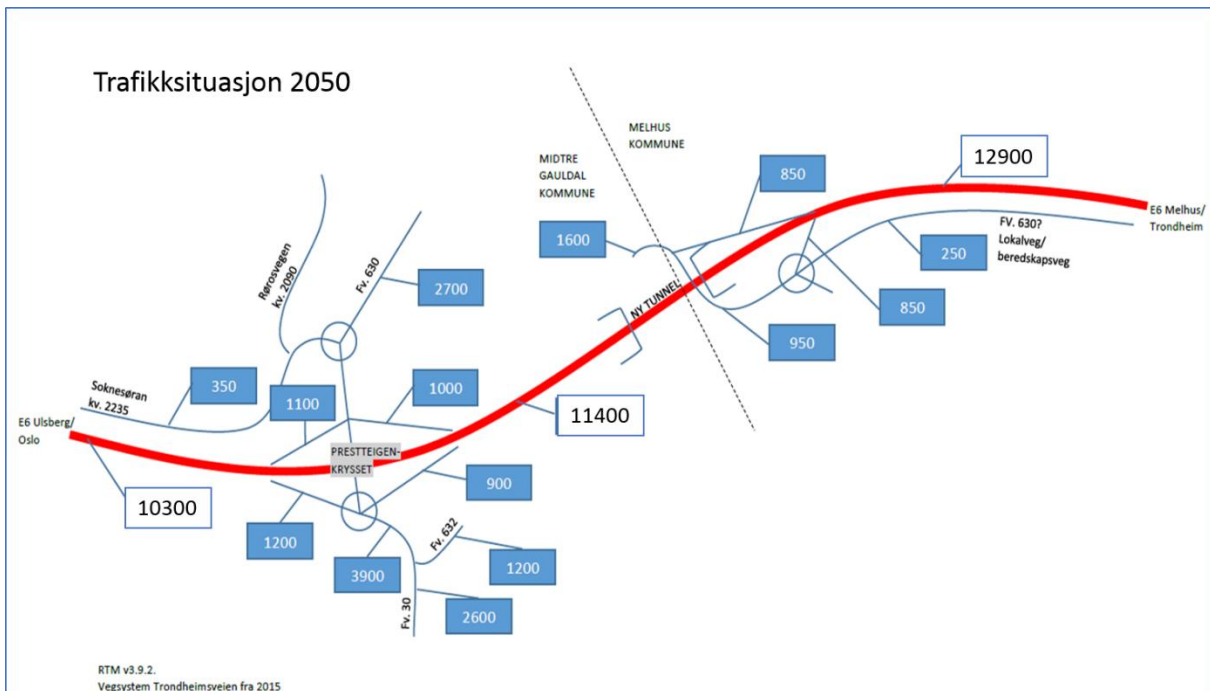 Trafikksituasjon 2050
MELHUS
KOMMUNE
MIDTRE
GAULDAL
KOMMUNE
12900
850
1600
E6 Melhus/
Trondheim
FV. 630?
Lokalveg/
beredskapsveg
250
850
950
NY TUNNEL
Rørosvegen
kv. 2090
Fv. 630
2700
350
1100
1000
11400
Soknesøran
kv. 2235
E6 Ulsberg/
Oslo
PRESTTEIGEN-
KRYSSET
900
10300
1200
3900
Fv. 632
1200
Fv. 30
2600
RTM v3.9.2.
Vegsystem Trondheimsveien fra 2015